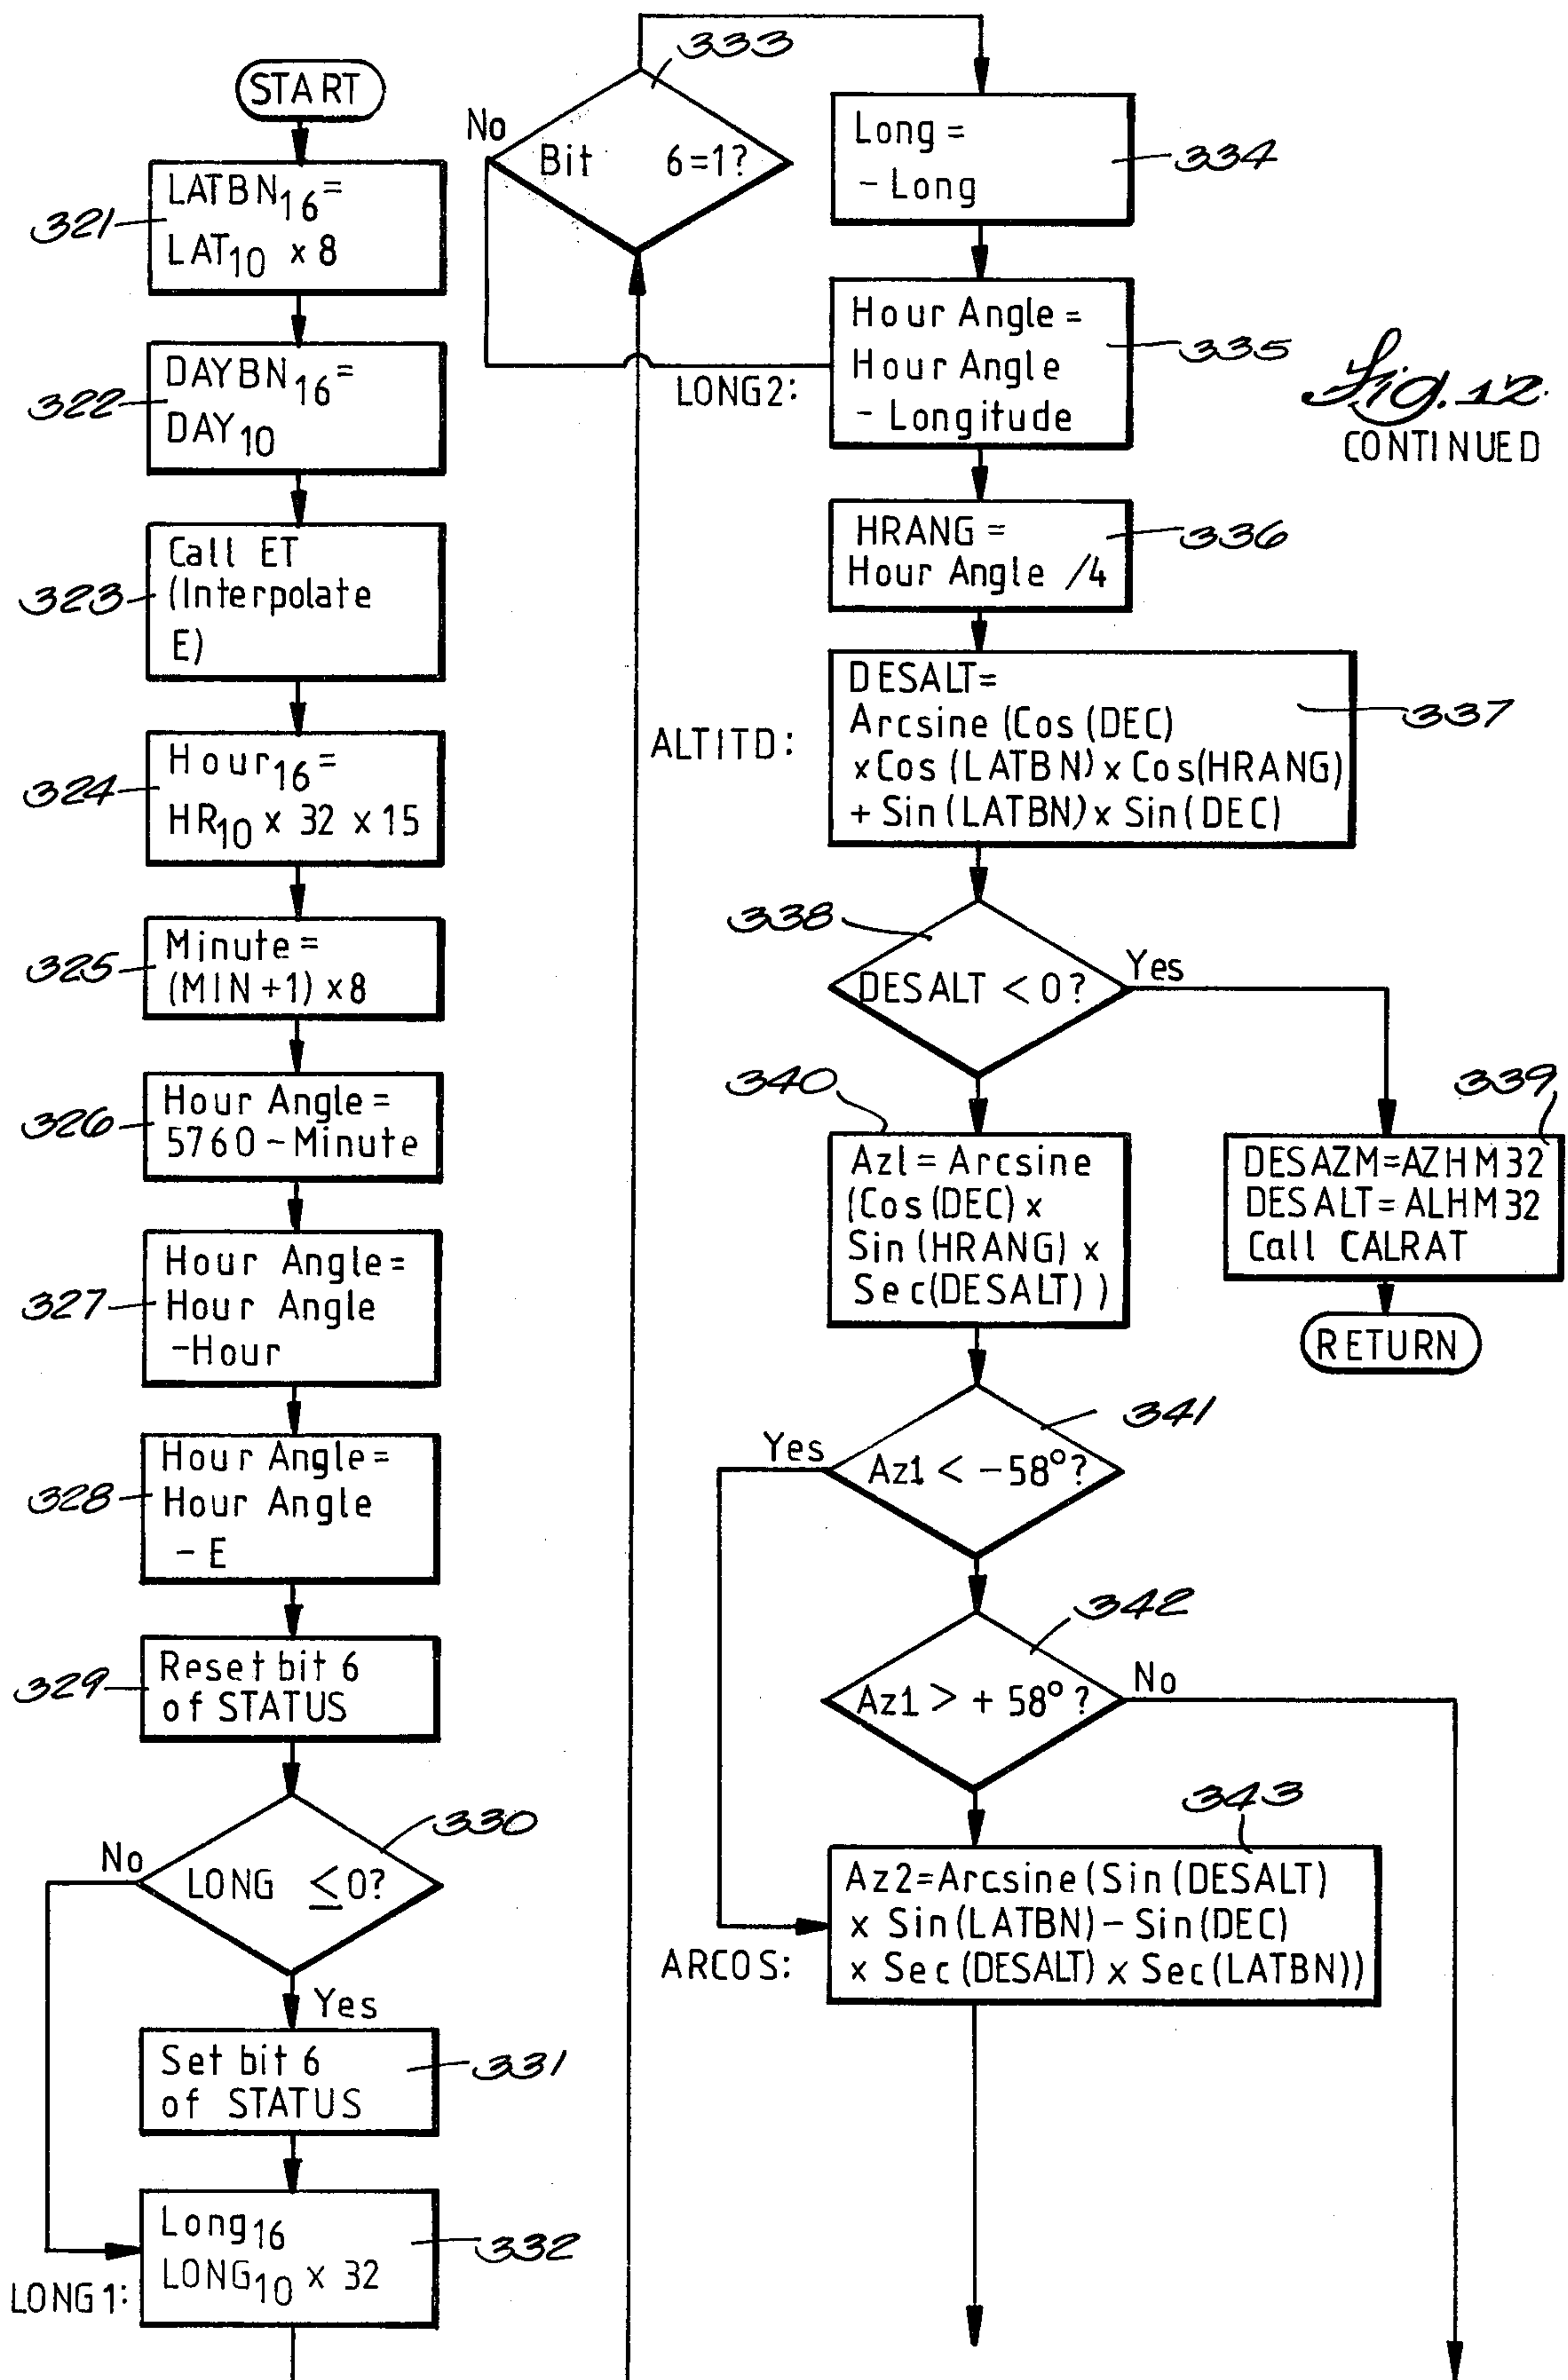 START
321
LATBN16=
LAT10 x 8
322
DAYBN16=
DAY10
323
Call ET
(Interpolate
E)
324
Hour16=
HR10 x 32 x 15
325
Minute=
(MIN+1) x8
326
Hour Angle=
5760-Minute
327
Hour Angle=
Hour Angle
-Hour
328
Hour Angle=
Hour Angle
- E
329
Reset bit 6
of STATUS
330
No
LONG ≤0?
Yes
331
Set bit 6
of STATUS
332
Long16
LONG10 x 32
LONG1:
333
No
Bit 6=1?
334
Long =
- Long
335
Hour Angle =
Hour Angle
- Longitude
LONG2:
Fig. 12.
CONTINUED
336
HRANG =
Hour Angle /4
337
DESALT=
Arcsine (Cos (DEC)
xCos (LATBN) x Cos(HRANG)
+ Sin(LATBN) x Sin(DEC)
ALTITD:
338
DESALT < 0?
Yes
339
DESAZM=AZHM32
DESALT=ALHM32
Call CALRAT
RETURN
340
Az1 = Arcsine
(Cos(DEC) x
Sin(HRANG) x
Sec(DESALT) )
341
Yes
Az1 < -58°?
342
Az1 > + 58°?
No
343
Az2=Arcsine (Sin(DESALT)
x Sin(LATBN) - Sin(DEC)
x Sec(DESALT) x Sec(LATBN))
ARCOS: